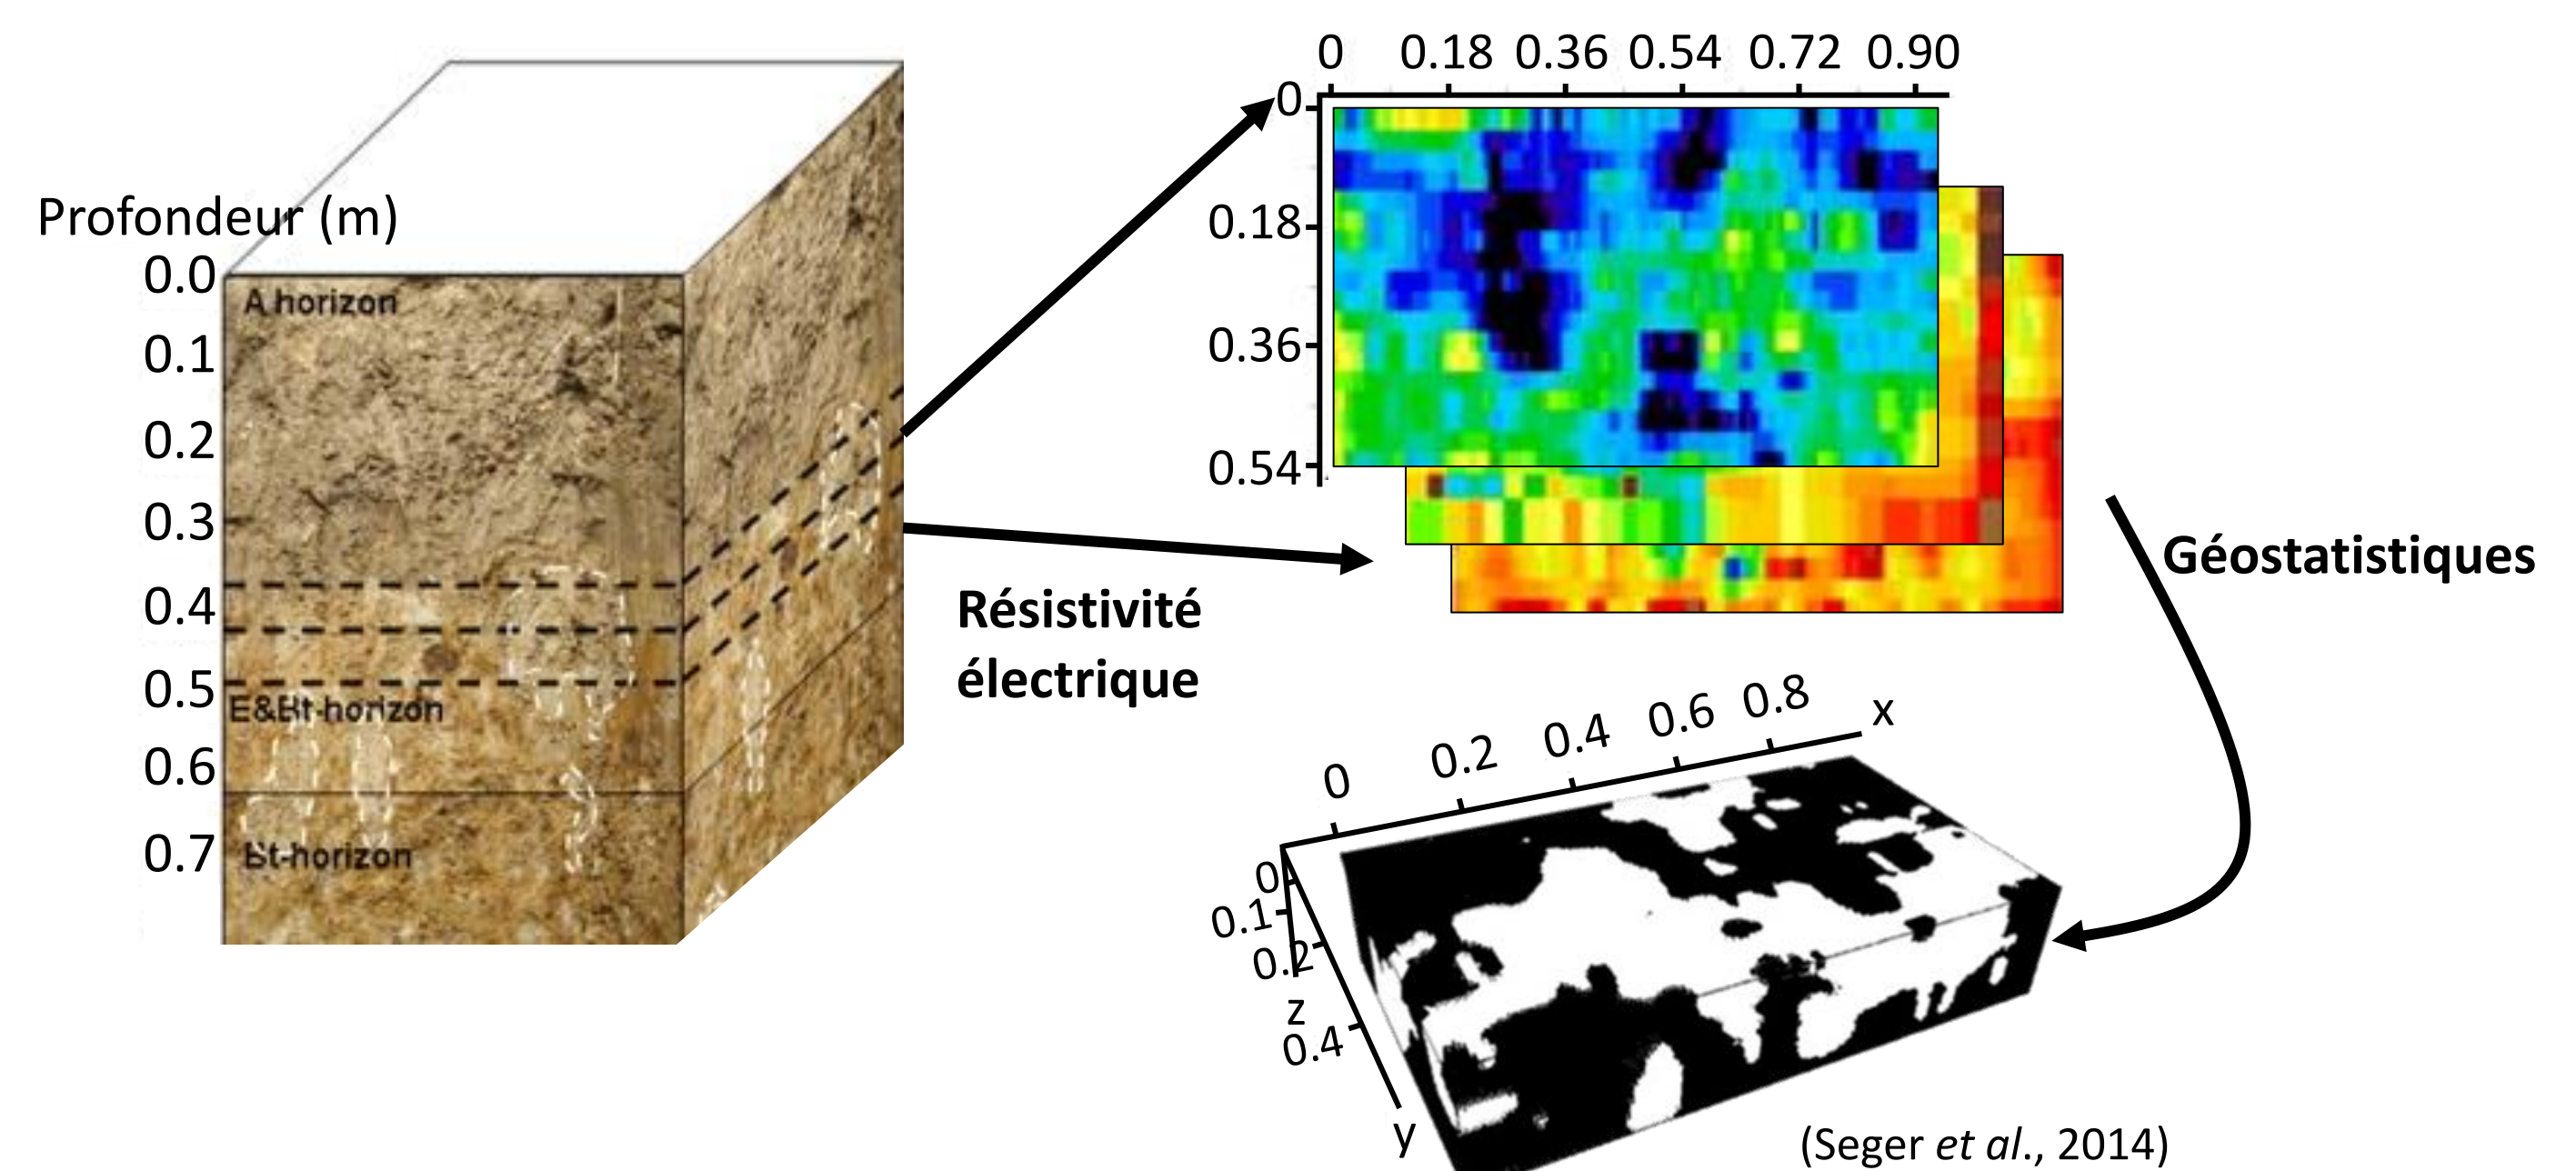 Profondeur (m)
0.0
A horizon
0.1
0.2
0.3
0.4
0.5
E&Bt-horizon
0.6
0.7
Bt-horizon
0 0.18 0.36 0.54 0.72 0.90
0
0.18
0.36
0.54
Résistivité
électrique
Géostatistiques
0 0.2 0.4 0.6 0.8 x
0
0.1
0.2
z
0.4
y
(Seger et al., 2014)